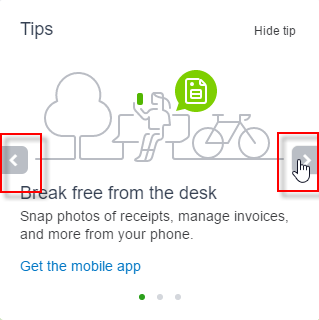 Tips
Hide tip
Break free from the desk
Snap photos of receipts, manage invoices,
and more from your phone.
Get the mobile app